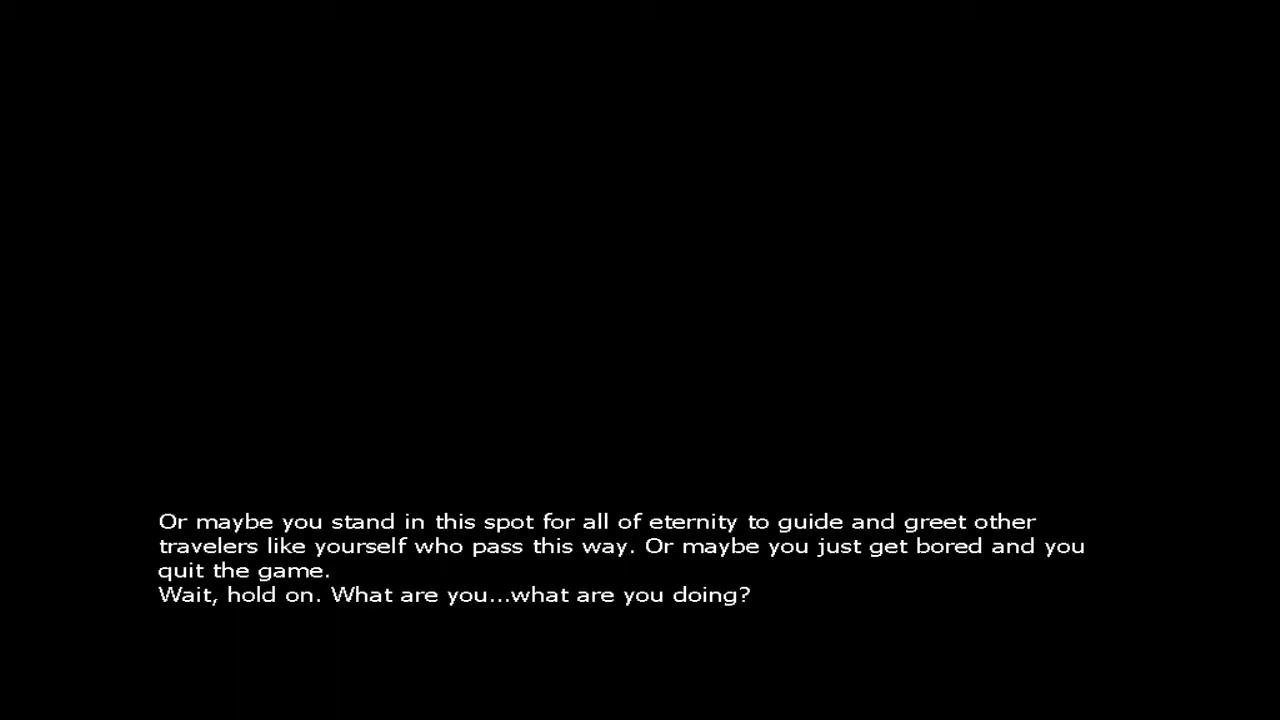 Or maybe you stand in this spot for all of eternity to guide and greet other
travelers like yourself who pass this way. Or maybe you just get bored and you
quit the game.
Wait, hold on. What are you...what are you doing?